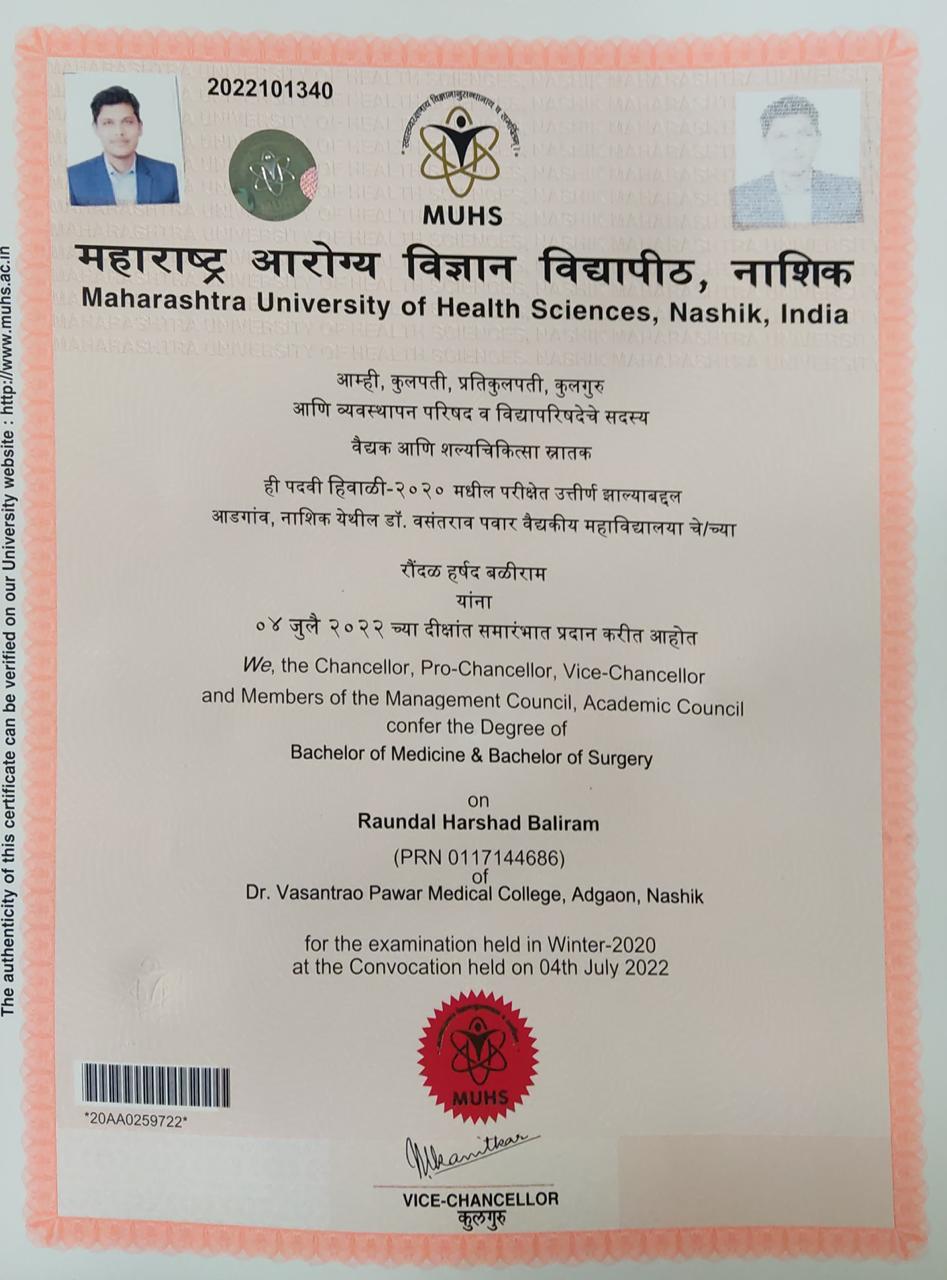 2022101340
MUHS
महाराष्ट्र आरोग्य विज्ञान विद्यापीठ, नाशिक
Maharashtra University of Health Sciences, Nashik, India
आम्ही, कुलपती, प्रतिकुलपती, कुलगुरु
आणि व्यवस्थापन परिषद व विद्यापरिषदेचे सदस्य
वैद्यक आणि शल्यचिकित्सा स्नातक
ही पदवी हिवाळी-२०२० मधील परीक्षेत उत्तीर्ण झाल्याबद्दल
आडगांव, नाशिक येथील डॉ. वसंतराव पवार वैद्यकीय महाविद्यालया चे/च्या
रौंदळ हर्षद बळीराम
यांना
०४ जुलै २०२२ च्या दीक्षांत समारंभात प्रदान करीत आहोत
We, the Chancellor, Pro-Chancellor, Vice-Chancellor
and Members of the Management Council, Academic Council
confer the Degree of
Bachelor of Medicine & Bachelor of Surgery
on
Raundal Harshad Baliram
(PRN 0117144686)
of
Dr. Vasantrao Pawar Medical College, Adgaon, Nashik
for the examination held in Winter-2020
at the Convocation held on 04th July 2022
MUHS
*20AA0259722*
VICE-CHANCELLOR
कुलगुरु
The authenticity of this certificate can be verified on our University website : http://www.muhs.ac.in